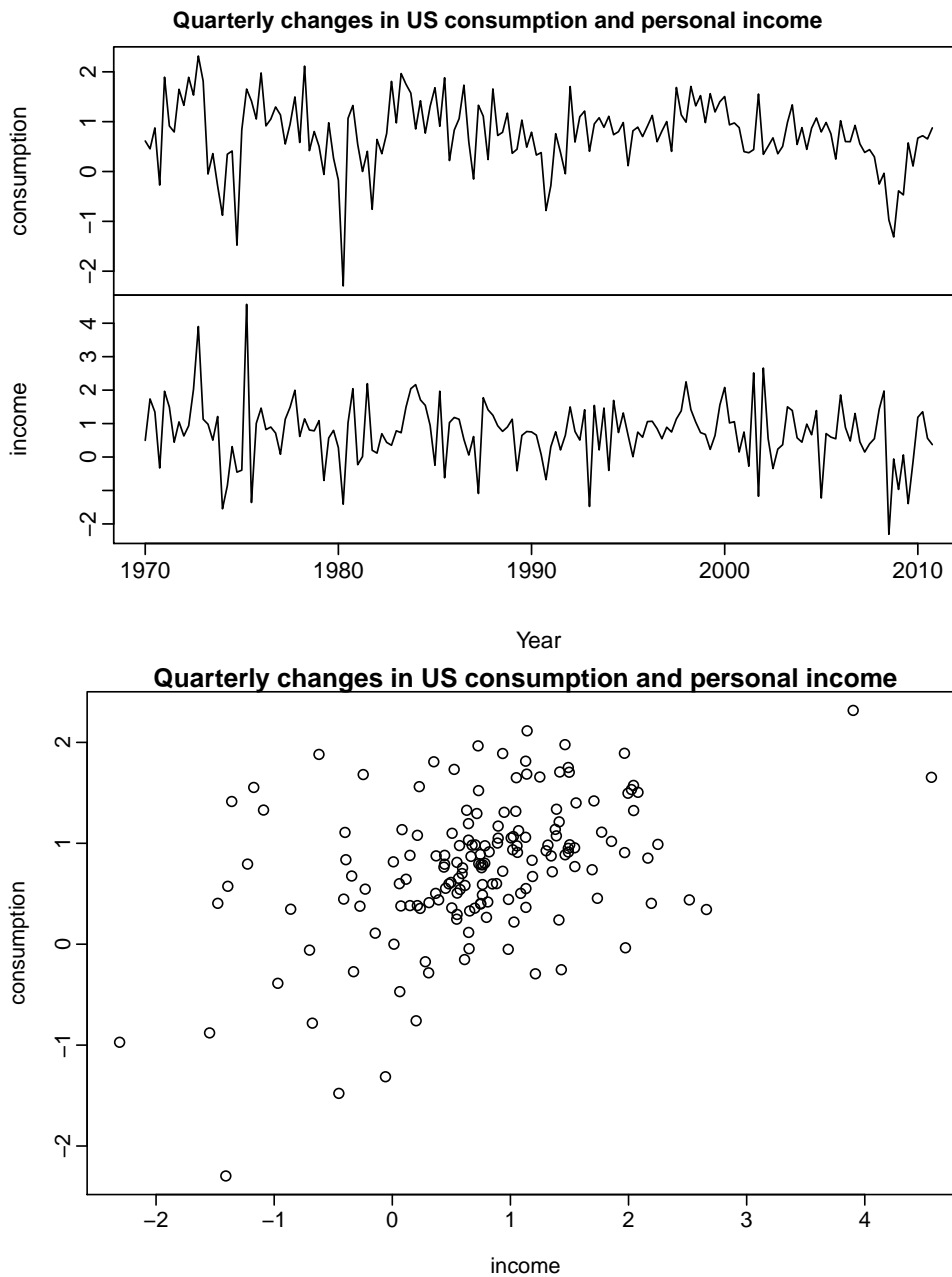 Quarterly changes in US consumption and personal income
consumption
2
1
0
−1
−2
income
4
3
2
1
0
−2
1970 1980 1990 2000 2010
Year
Quarterly changes in US consumption and personal income
consumption
2
1
0
−1
−2
−2 −1 0 1 2 3 4
income